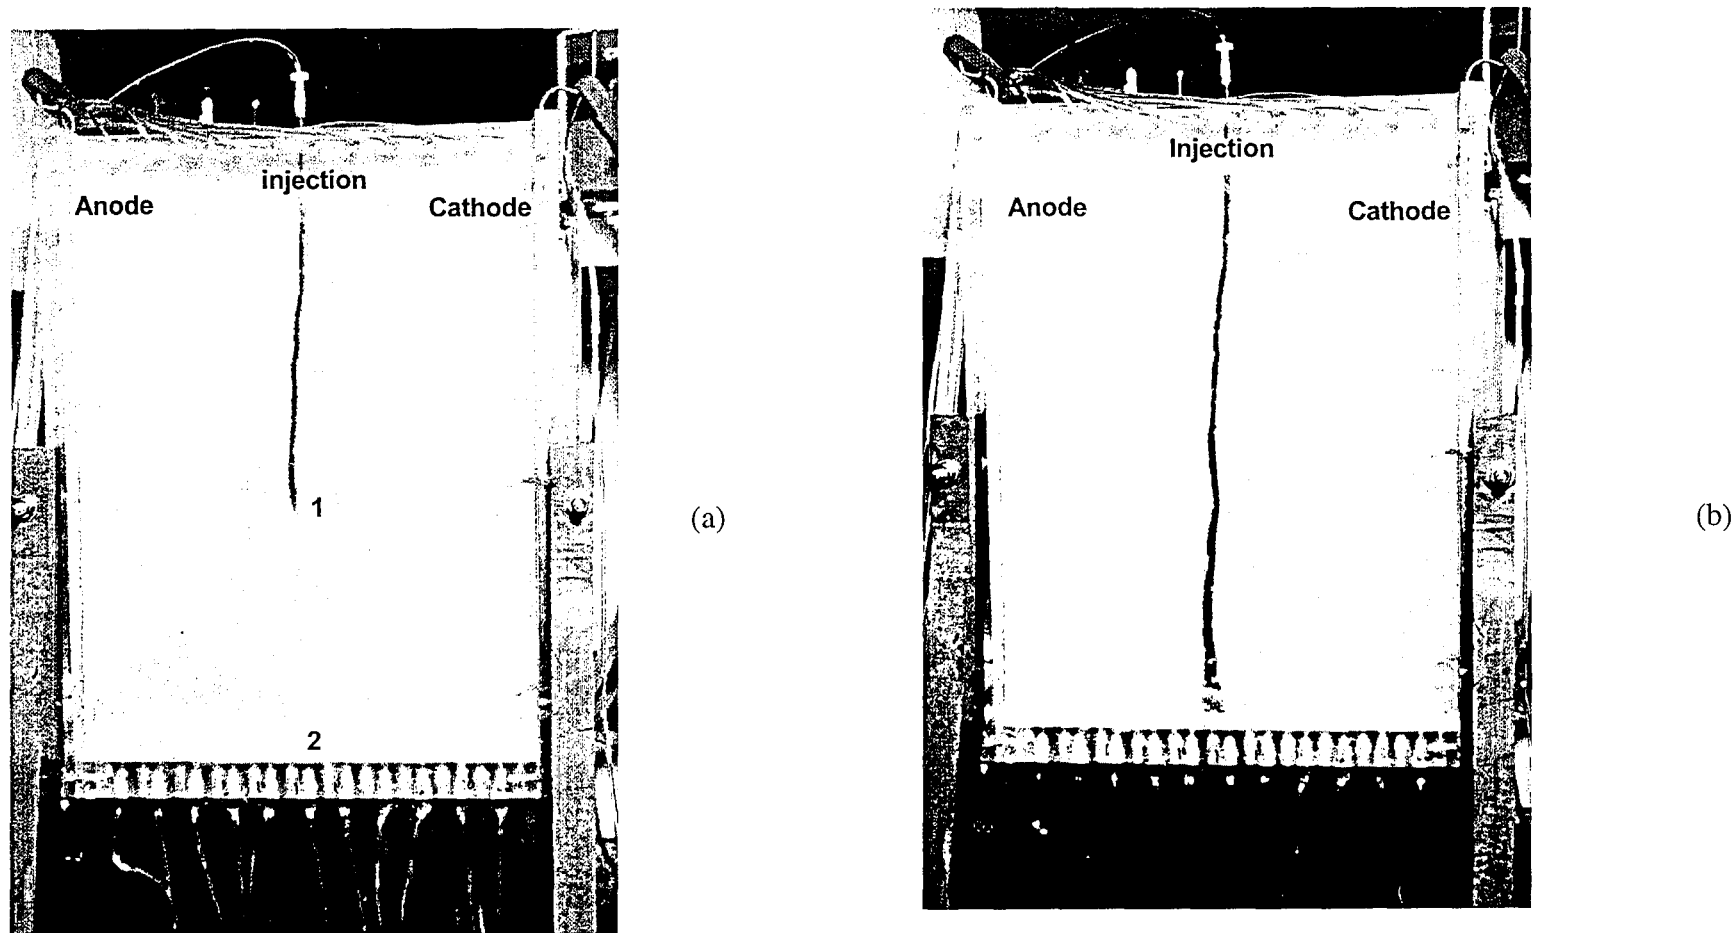 injection
Anode
Cathode
1
2
(a)
Injection
Anode
Cathode
(b)